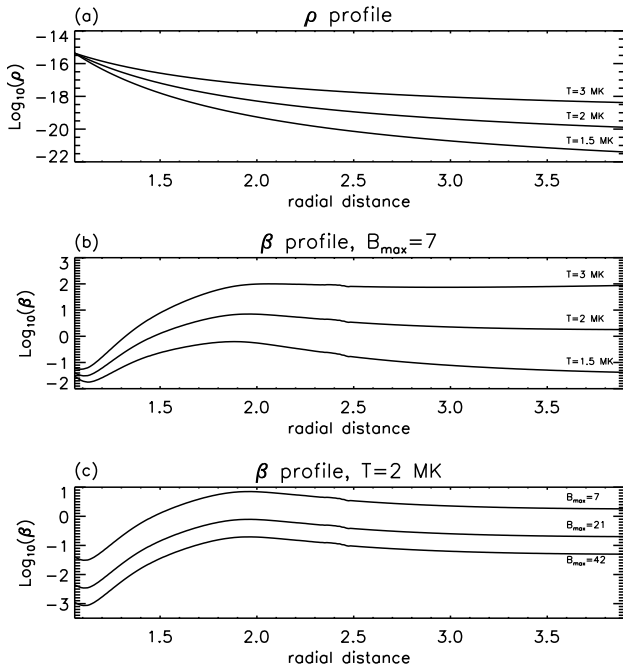 (a) ρ profile
Log₁₀(ρ)
−14
−16
−18
−20
−22
T=3 MK
T=2 MK
T=1.5 MK
1.5 2.0 2.5 3.0 3.5
radial distance
(b) β profile, Bmax=7
Log₁₀(β)
3
2
1
0
−1
−2
T=3 MK
T=2 MK
T=1.5 MK
1.5 2.0 2.5 3.0 3.5
radial distance
(c) β profile, T=2 MK
Log₁₀(β)
1
0
−1
−2
−3
Bmax=7
Bmax=21
Bmax=42
1.5 2.0 2.5 3.0 3.5
radial distance